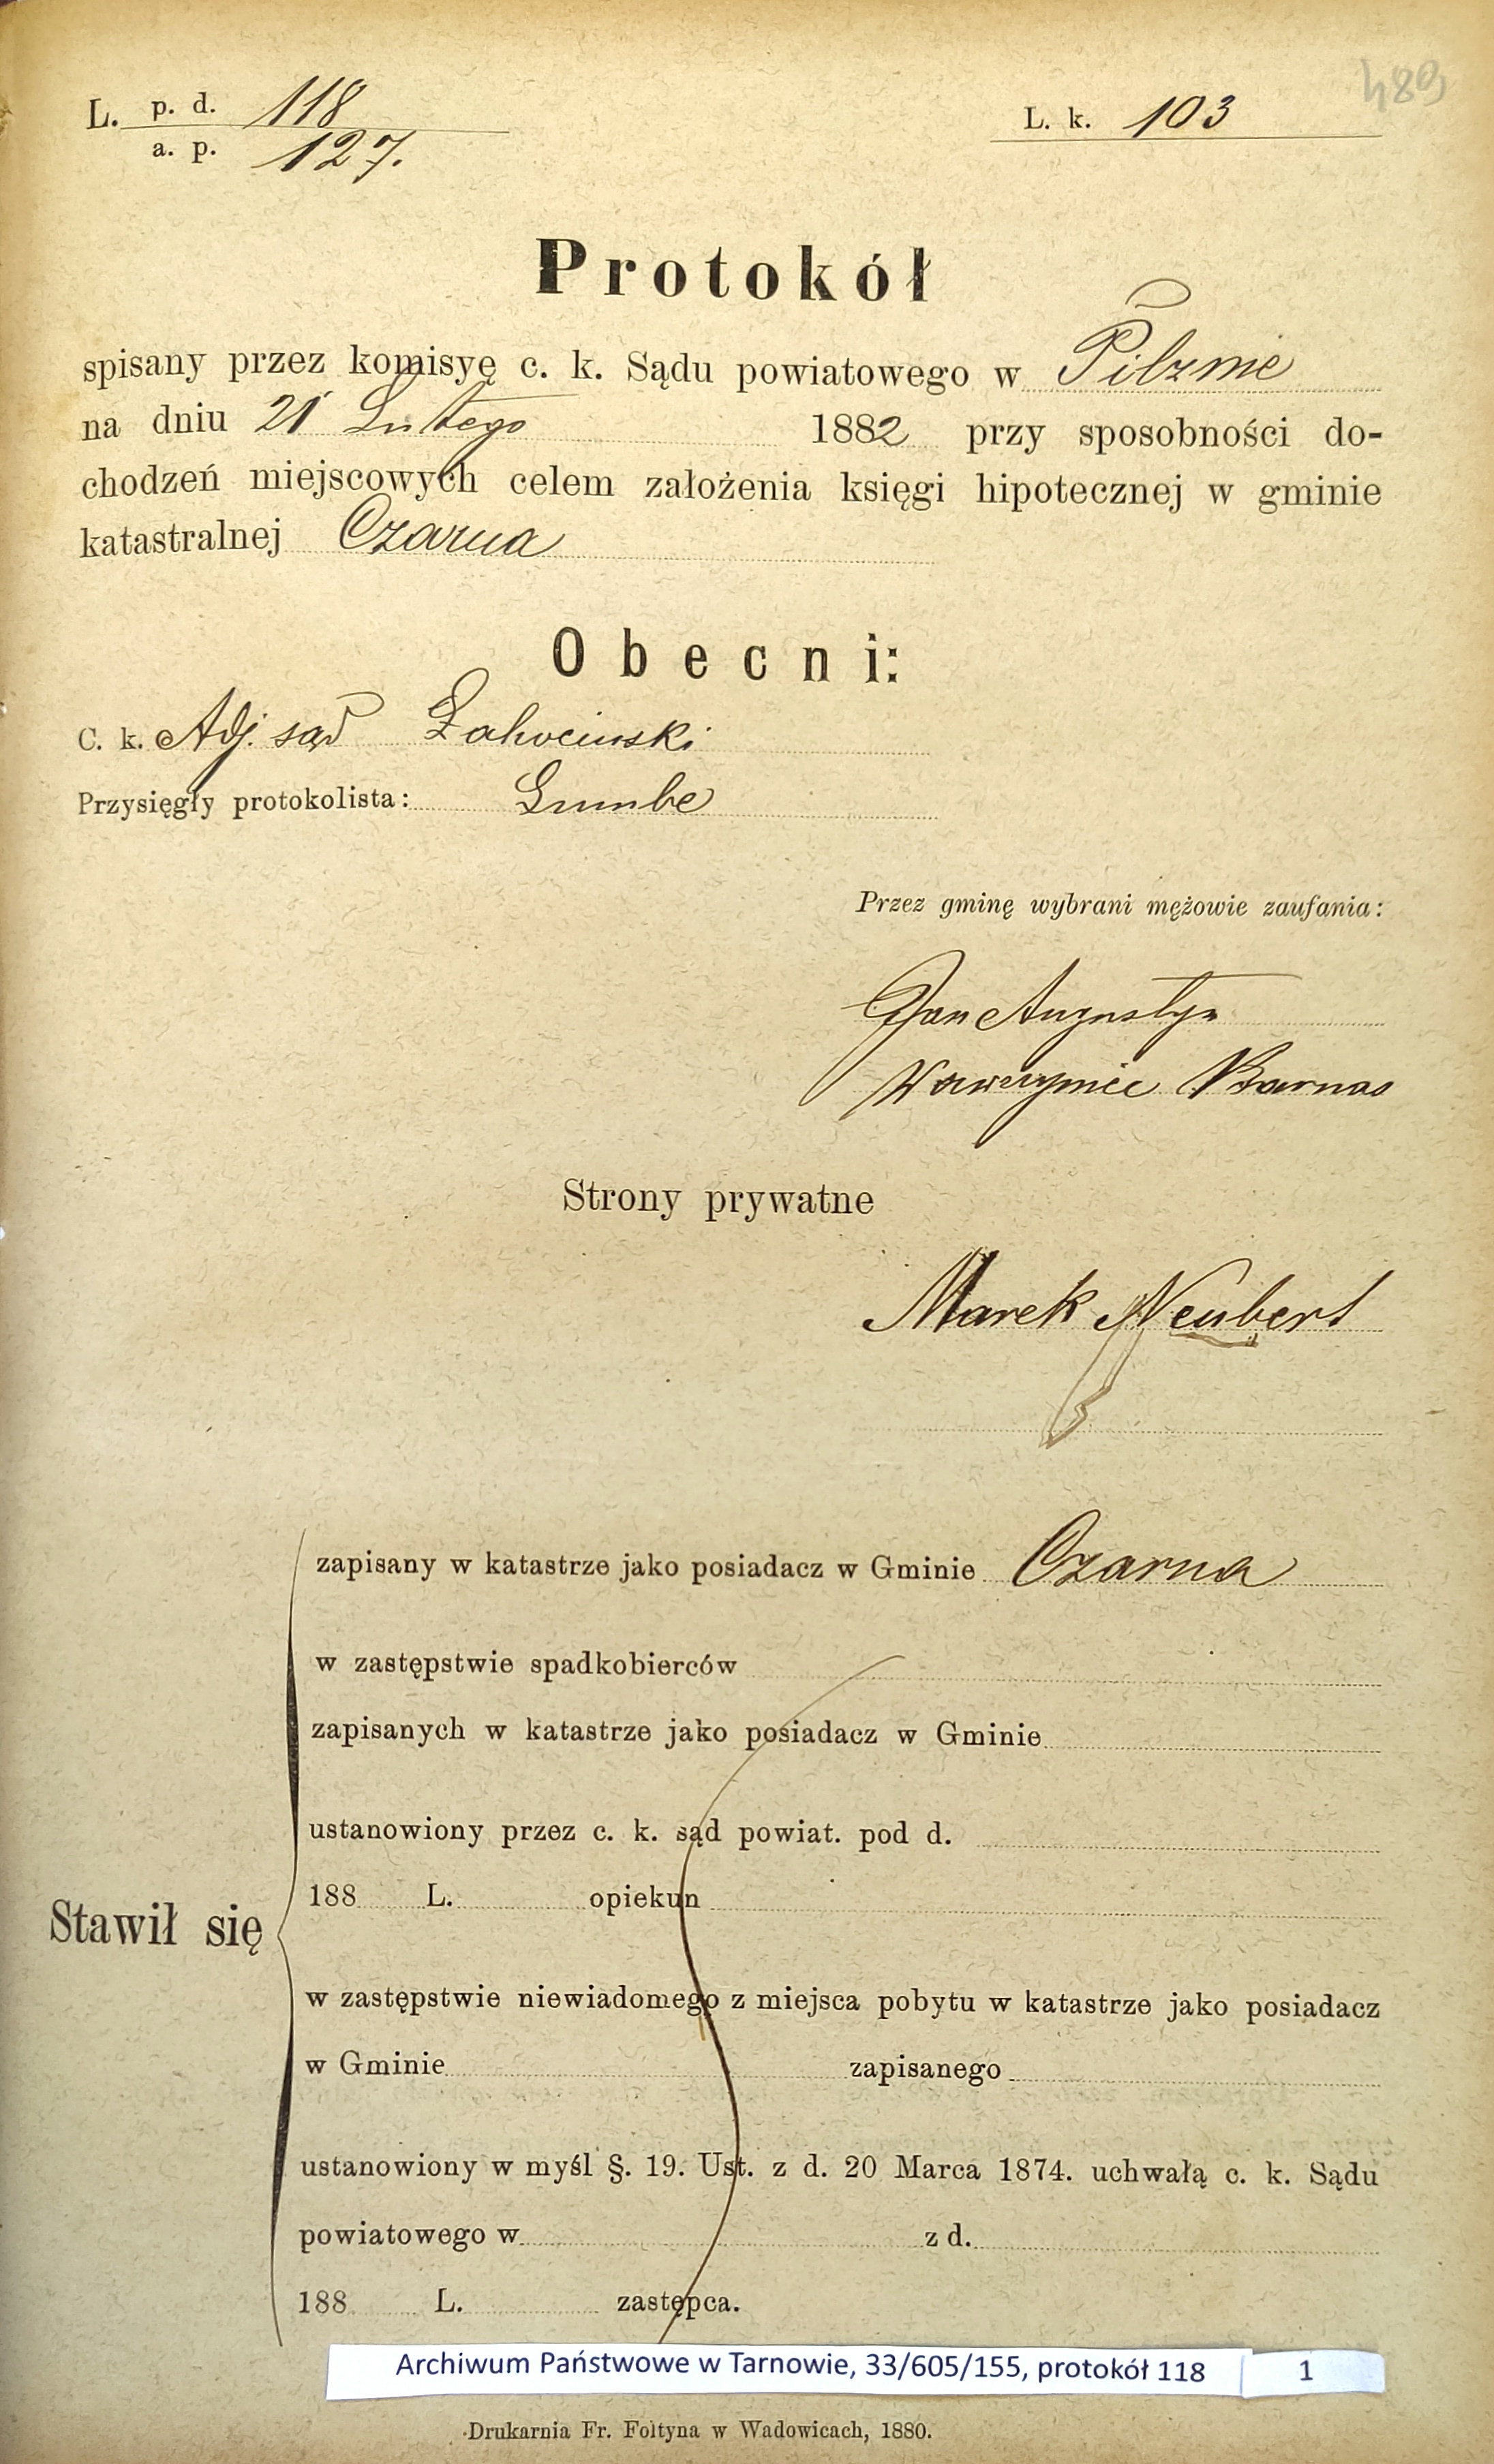 489
L. p. d. 118
a. p. 127.
L. k. 103
Protokół
spisany przez komisyę c. k. Sądu powiatowego w Pilznie
na dniu 21 Lutego 1882 przy sposobności do-
chodzeń miejscowych celem założenia księgi hipotecznej w gminie
katastralnej Czarna
Obecni:
C. k. Adj. sąd
Przysięgły protokolista:
Przez gminę wybrani mężowie zaufania:
Jan Augustyn
Wawrzyniec Barnas
Strony prywatne
Marek Neubert
zapisany w katastrze jako posiadacz w Gminie Czarna
w zastępstwie spadkobierców
zapisanych w katastrze jako posiadacz w Gminie
ustanowiony przez c. k. sąd powiat. pod d.
188 L. opiekun
Stawił się
w zastępstwie niewiadomego z miejsca pobytu w katastrze jako posiadacz
w Gminie zapisanego
ustanowiony w myśl §. 19. Ust. z d. 20 Marca 1874. uchwałą c. k. Sądu
powiatowego w z d.
188 L. zastępca.
Archiwum Państwowe w Tarnowie, 33/605/155, protokół 118 1
Drukarnia Fr. Foltyna w Wadowicach, 1880.